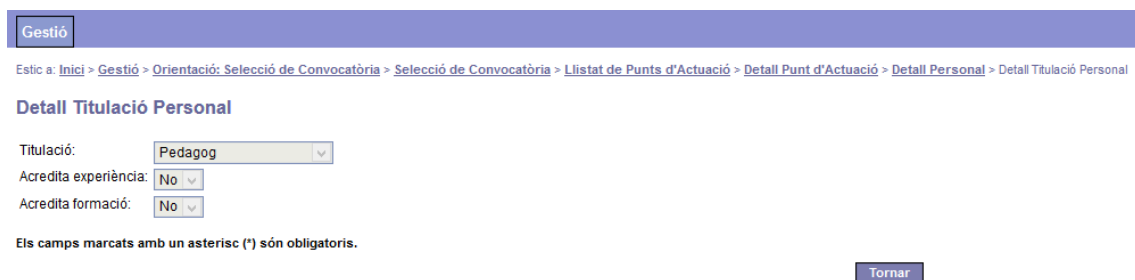 Gestió
Estic a: Inici > Gestió > Orientació: Selecció de Convocatòria > Selecció de Convocatòria > Llistat de Punts d'Actuació > Detall Punt d'Actuació > Detall Personal > Detall Titulació Personal
Detall Titulació Personal
Titulació: Pedagog
Acredita experiència: No
Acredita formació: No
Els camps marcats amb un asterisc (*) són obligatoris.
Tornar